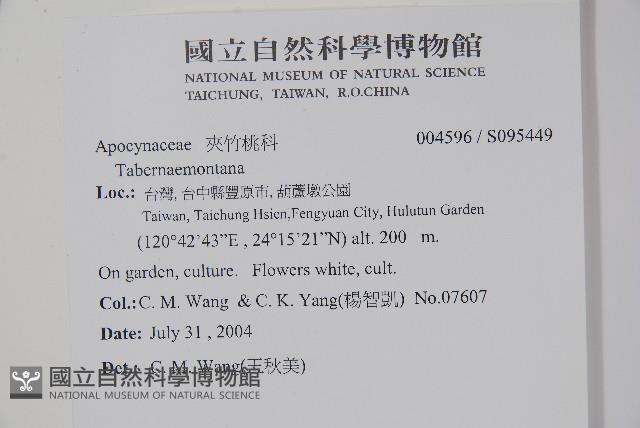 國立自然科學博物館
NATIONAL MUSEUM OF NATURAL SCIENCE
TAICHUNG, TAIWAN, R.O.CHINA
Apocynaceae 夾竹桃科 004596 / S095449
Tabernaemontana
Loc.: 台灣, 台中縣豐原市, 葫蘆墩公園
Taiwan, Taichung Hsien,Fengyuan City, Hulutun Garden
(120°42'43”E , 24°15'21”N) alt. 200 m.
On garden, culture. Flowers white, cult.
Col.: C. M. Wang & C. K. Yang(楊智凱) No.07607
Date: July 31 , 2004
Det. C. M. Wang(王秋美)
國立自然科學博物館
NATIONAL MUSEUM OF NATURAL SCIENCE